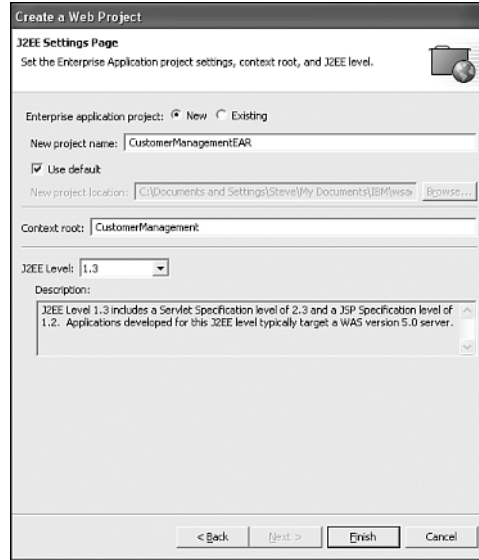 Create a Web Project
J2EE Settings Page
Set the Enterprise Application project settings, context root, and J2EE level.
Enterprise application project: New Existing
New project name: CustomerManagementEAR
Use default
New project location: C:\Documents and Settings\Steve\My Documents\IBM\wsa Browse...
Context root: CustomerManagement
J2EE Level: 1.3
Description:
J2EE Level 1.3 includes a Servlet Specification level of 2.3 and a JSP Specification level of
1.2. Applications developed for this J2EE level typically target a WAS version 5.0 server.
< Back Next > Finish Cancel